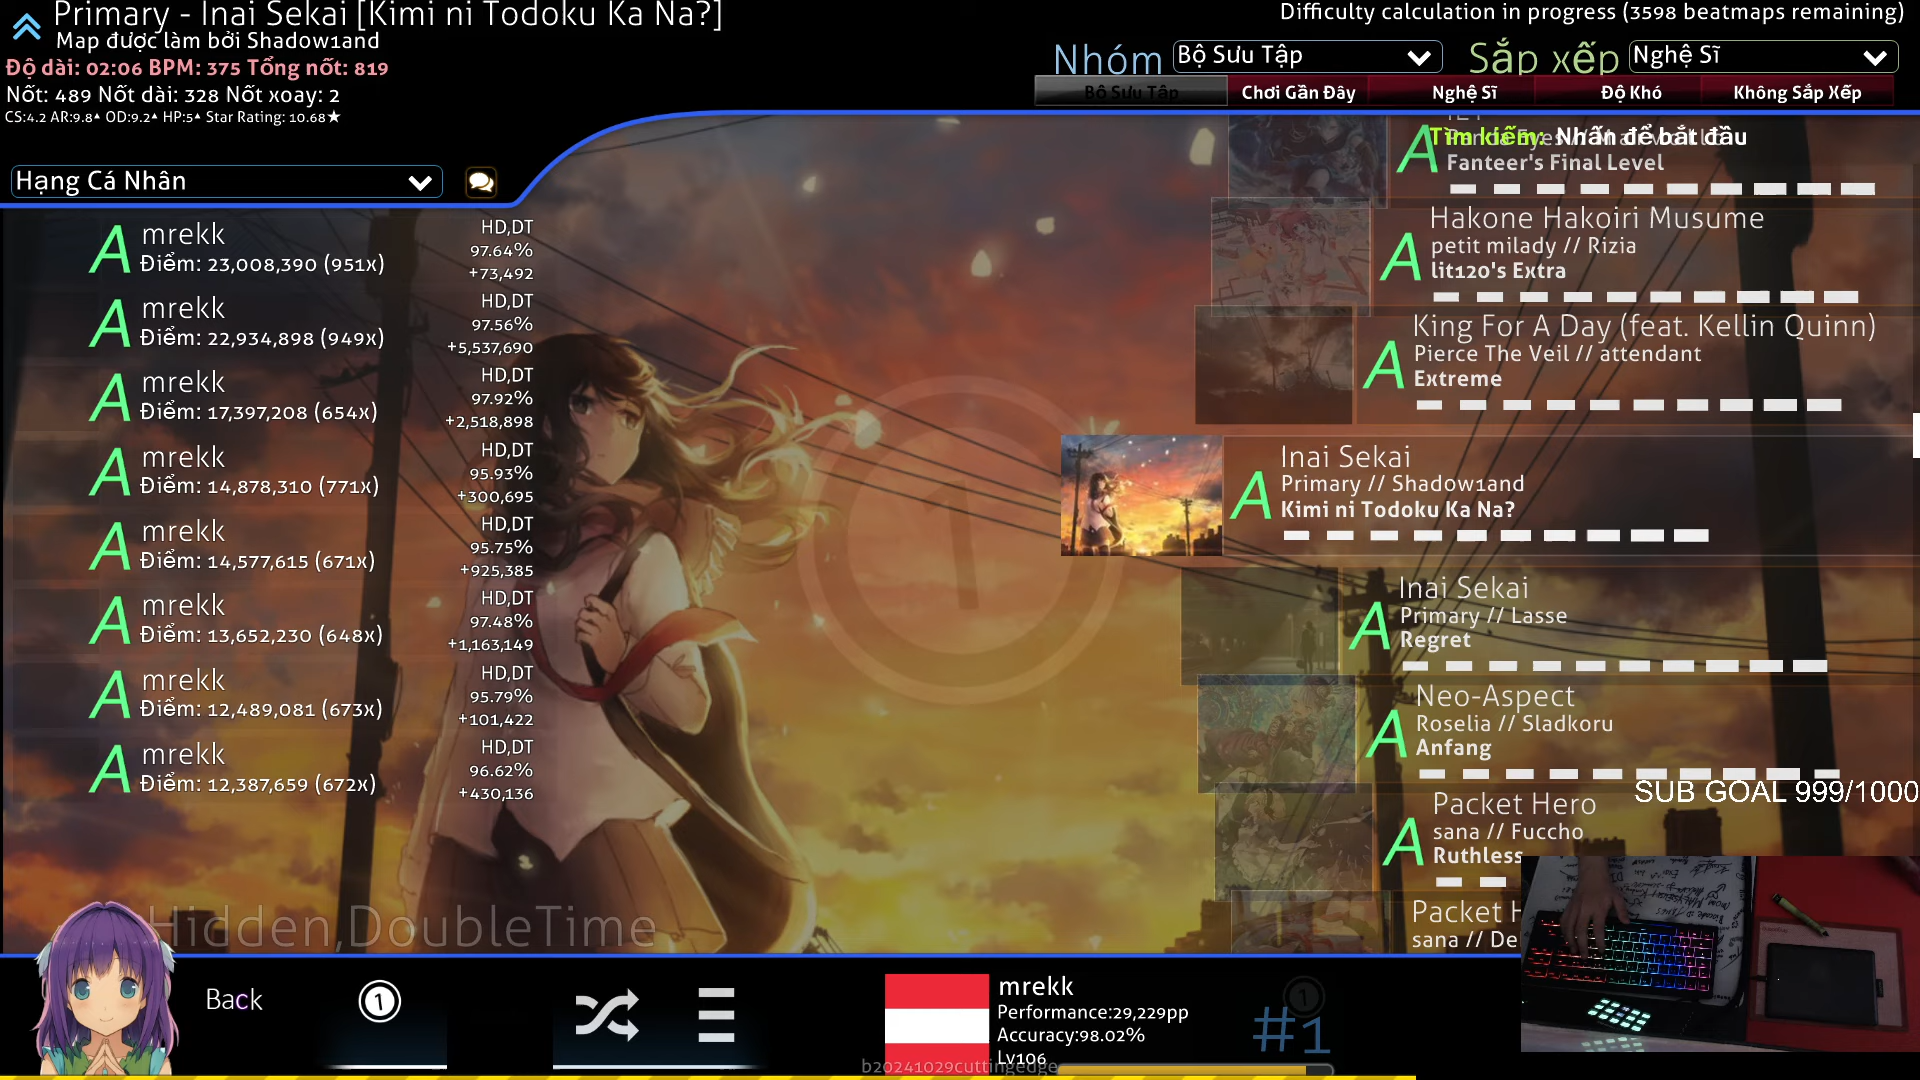 Primary - Inai Sekai [Kimi ni Todoku Ka Na?]
Map được làm bởi Shadow1and
Độ dài: 02:06 BPM: 375 Tổng nốt: 819
Nốt: 489 Nốt dài: 328 Nốt xoay: 2
CS:4.2 AR:9.8▲ OD:9.2▲ HP:5▲ Star Rating: 10.68★
Difficulty calculation in progress (3598 beatmaps remaining)
Nhóm Bộ Sưu Tập Sắp xếp Nghệ Sĩ
Bộ Sưu Tập Chơi Gần Đây Nghệ Sĩ Độ Khó Không Sắp Xếp
Hạng Cá Nhân
mrekk HD,DT
97.64%
Điểm: 23,008,390 (951x) +73,492
mrekk HD,DT
97.56%
Điểm: 22,934,898 (949x) +5,537,690
mrekk HD,DT
97.92%
Điểm: 17,397,208 (654x) +2,518,898
mrekk HD,DT
95.93%
Điểm: 14,878,310 (771x) +300,695
mrekk HD,DT
95.75%
Điểm: 14,577,615 (671x) +925,385
mrekk HD,DT
97.48%
Điểm: 13,652,230 (648x) +1,163,149
mrekk HD,DT
95.79%
Điểm: 12,489,081 (673x) +101,422
mrekk HD,DT
96.62%
Điểm: 12,387,659 (672x) +430,136
Tìm kiếm: Nhấn để bắt đầu
Fanteer's Final Level
Hakone Hakoiri Musume
petit milady // Rizia
lit120's Extra
King For A Day (feat. Kellin Quinn)
Pierce The Veil // attendant
Extreme
Inai Sekai
Primary // Shadow1and
Kimi ni Todoku Ka Na?
Inai Sekai
Primary // Lasse
Regret
Neo-Aspect
Roselia // Sladkoru
Anfang
SUB GOAL 999/1000
Packet Hero
sana // Fuccho
Ruthless
Packet H
sana // De
Hidden,DoubleTime
Back
1
mrekk
Performance:29,229pp
Accuracy:98.02%
Lv106
#1
b20241029cuttingedge